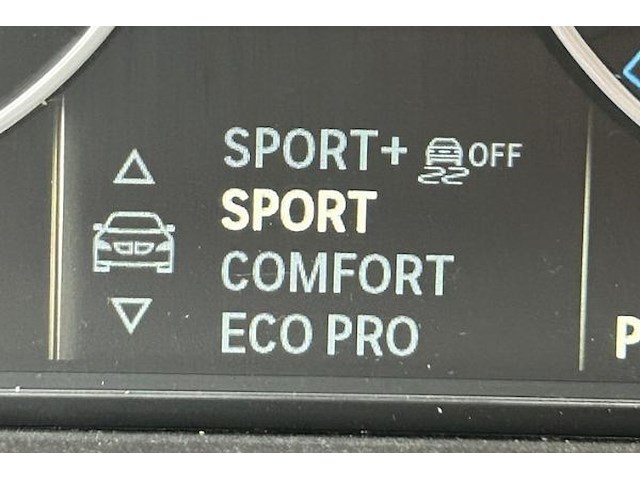 SPORT+ OFF
SPORT
COMFORT
ECO PRO
P